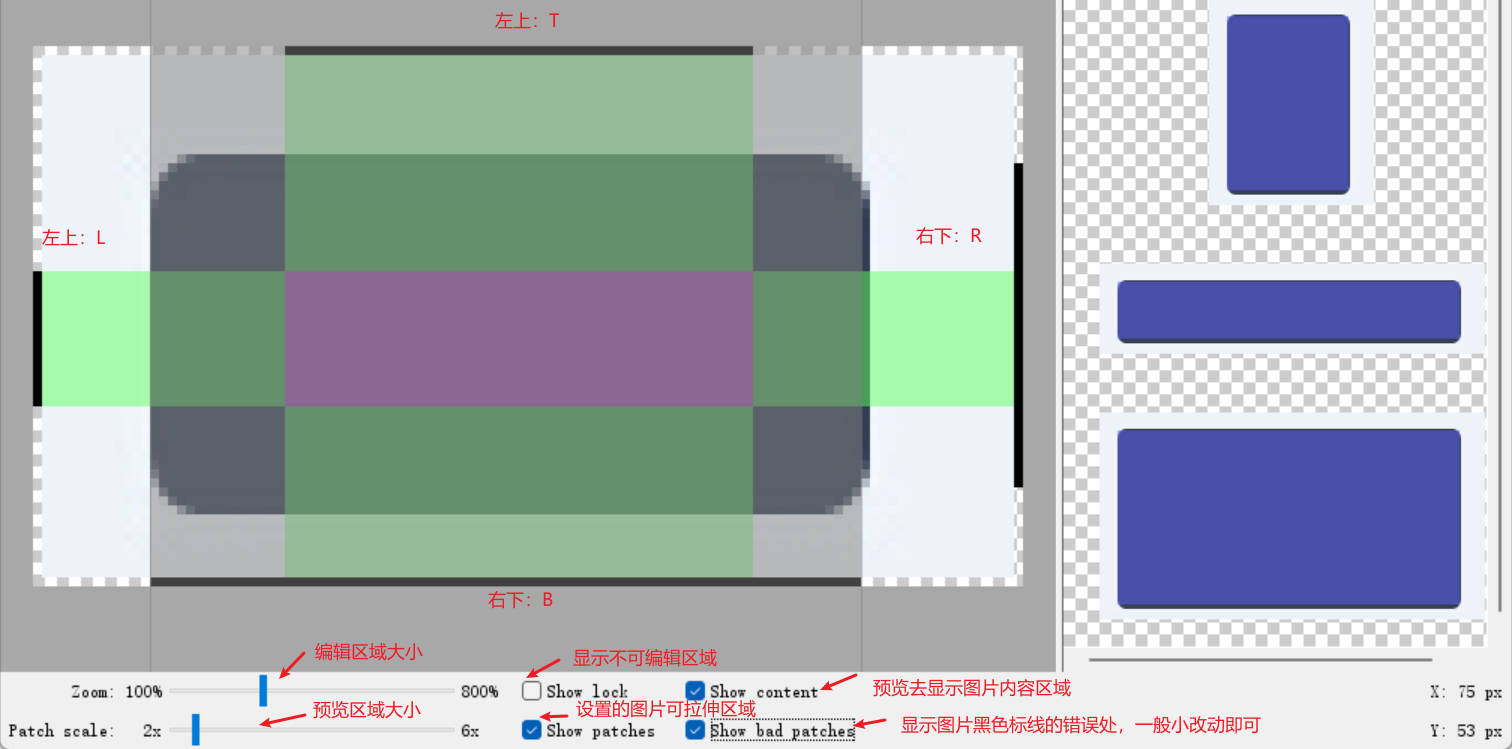 左上：T
左上：L
右下：R
右下：B
编辑区域大小
显示不可编辑区域
Zoom: 100% 800% Show lock Show content 预览去显示图片内容区域 X: 75 px
预览区域大小 设置的图片可拉伸区域
Patch scale: 2x 6x Show patches Show bad patches 显示图片黑色标线的错误处，一般小改动即可 Y: 53 px